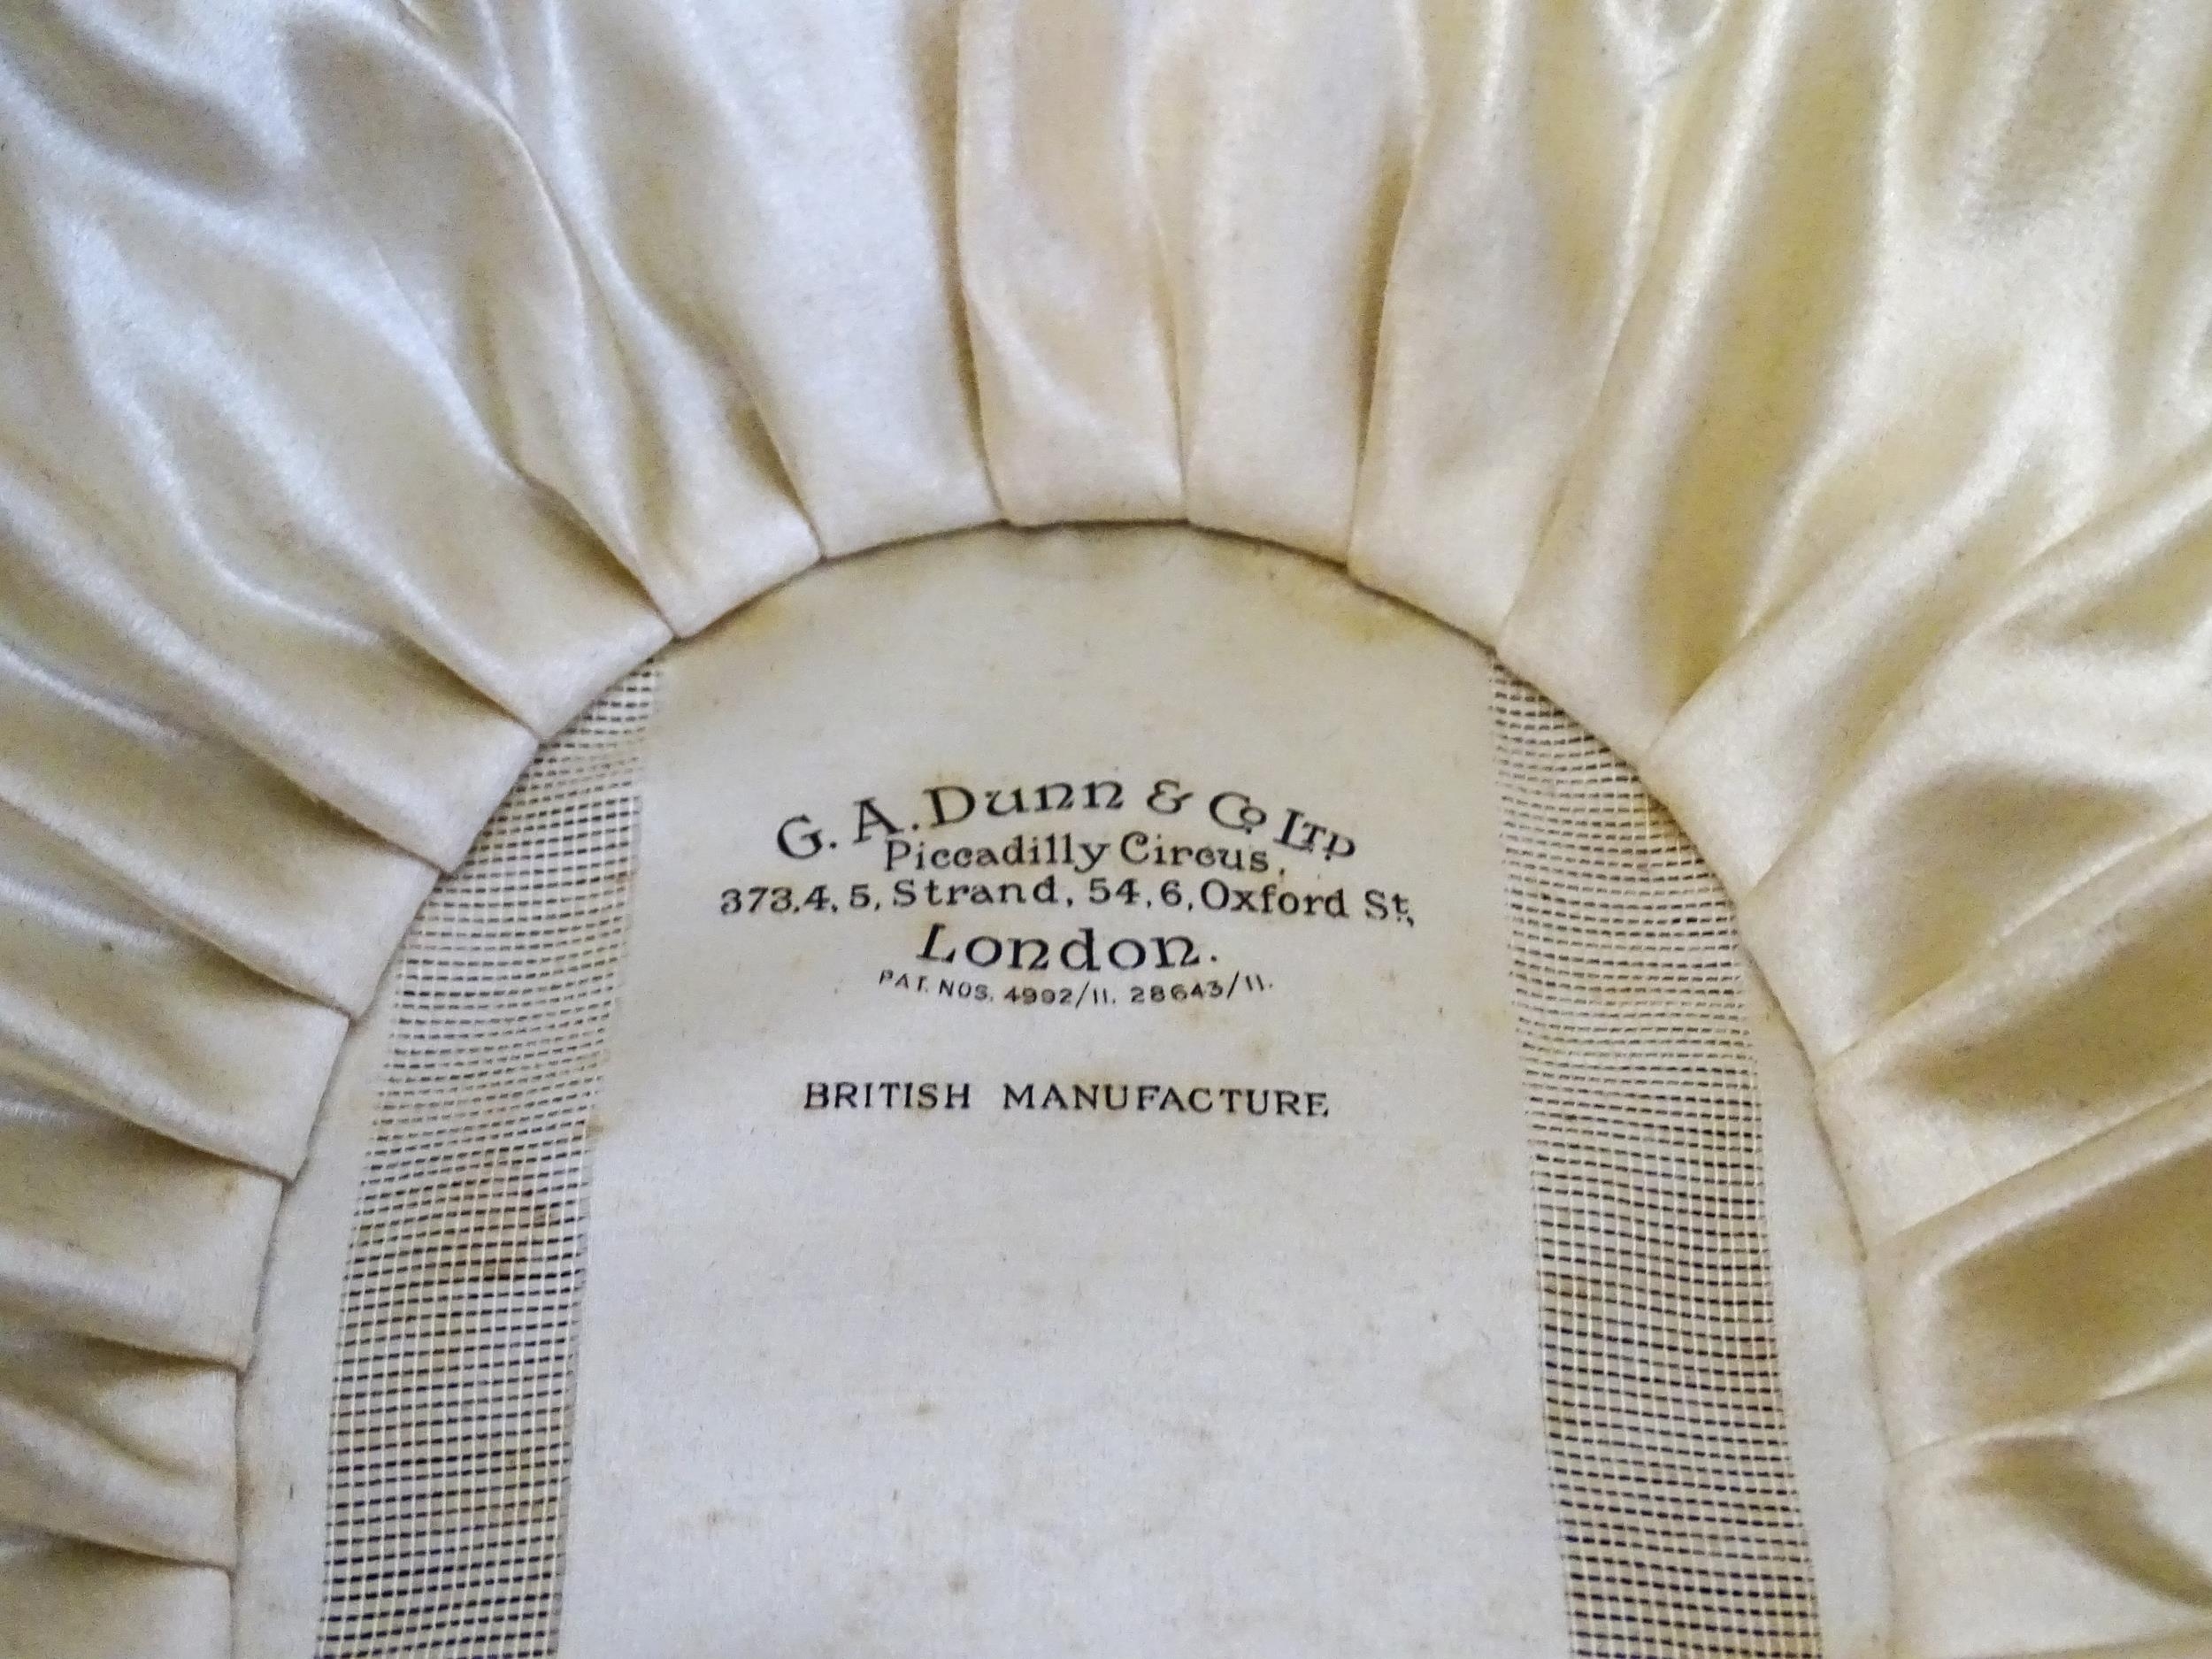 G. A. Dunn & Co Ltd
Piccadilly Circus,
373,4,5, Strand, 54,6, Oxford St,
London.
PAT. NOS. 4992/11. 28643/11.
BRITISH MANUFACTURE